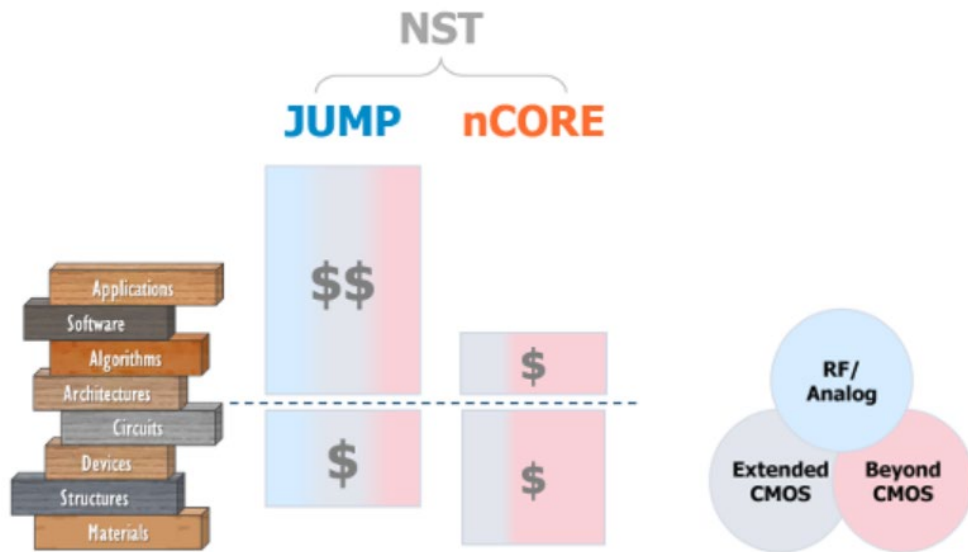 NST
JUMP nCORE
$$
$
$
$
Applications
Software
Algorithms
Architectures
Circuits
Devices
Structures
Materials
RF/
Analog
Extended
CMOS
Beyond
CMOS